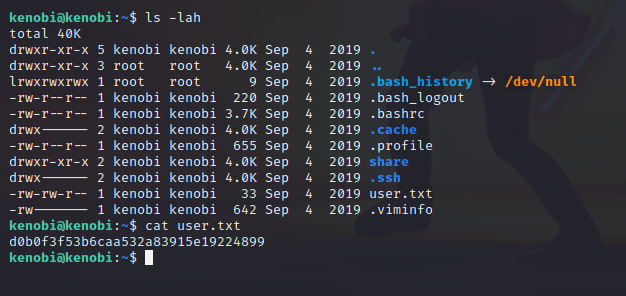 kenobi@kenobi:~$ ls -lah
total 40K
drwxr-xr-x 5 kenobi kenobi 4.0K Sep  4  2019 .
drwxr-xr-x 3 root   root   4.0K Sep  4  2019 ..
lrwxrwxrwx 1 root   root      9 Sep  4  2019 .bash_history -> /dev/null
-rw-r--r-- 1 kenobi kenobi  220 Sep  4  2019 .bash_logout
-rw-r--r-- 1 kenobi kenobi 3.7K Sep  4  2019 .bashrc
drwx------ 2 kenobi kenobi 4.0K Sep  4  2019 .cache
-rw-r--r-- 1 kenobi kenobi  655 Sep  4  2019 .profile
drwxr-xr-x 2 kenobi kenobi 4.0K Sep  4  2019 share
drwx------ 2 kenobi kenobi 4.0K Sep  4  2019 .ssh
-rw-rw-r-- 1 kenobi kenobi   33 Sep  4  2019 user.txt
-rw------- 1 kenobi kenobi  642 Sep  4  2019 .viminfo
kenobi@kenobi:~$ cat user.txt
d0b0f3f53b6caa532a83915e19224899
kenobi@kenobi:~$